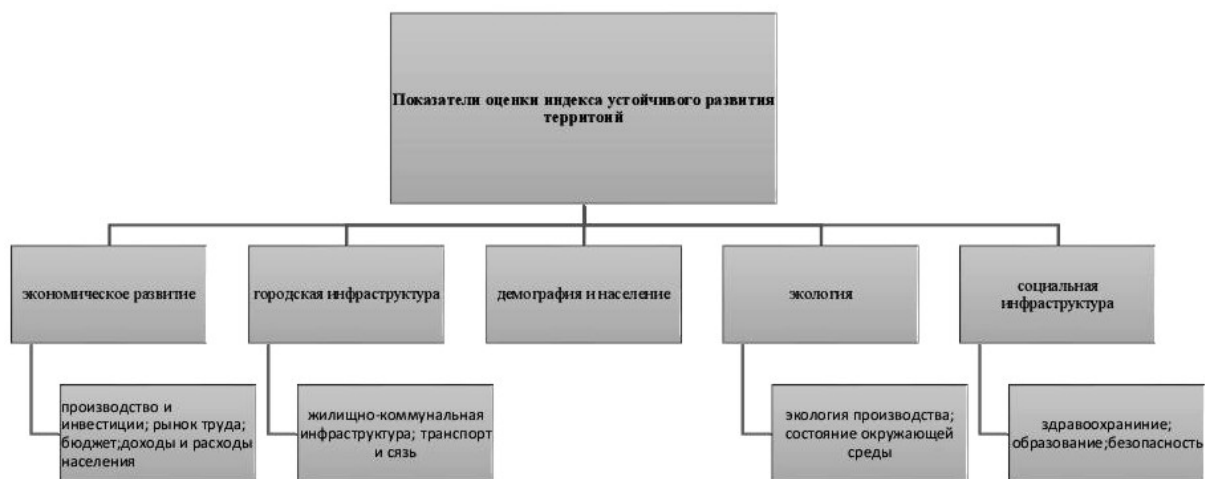 Показатели оценки индекса устойчивого развития
территоий
экономическое развитие
городская инфраструктура
демография и население
экология
социальная
инфраструктура
производство и
инвестиции; рынок труда;
бюджет;доходы и расходы
населения
жилищно-коммунальная
инфраструктура; транспорт
и сязь
экология производства;
состояние окружающей
среды
здравоохраниние;
образование;безопасность